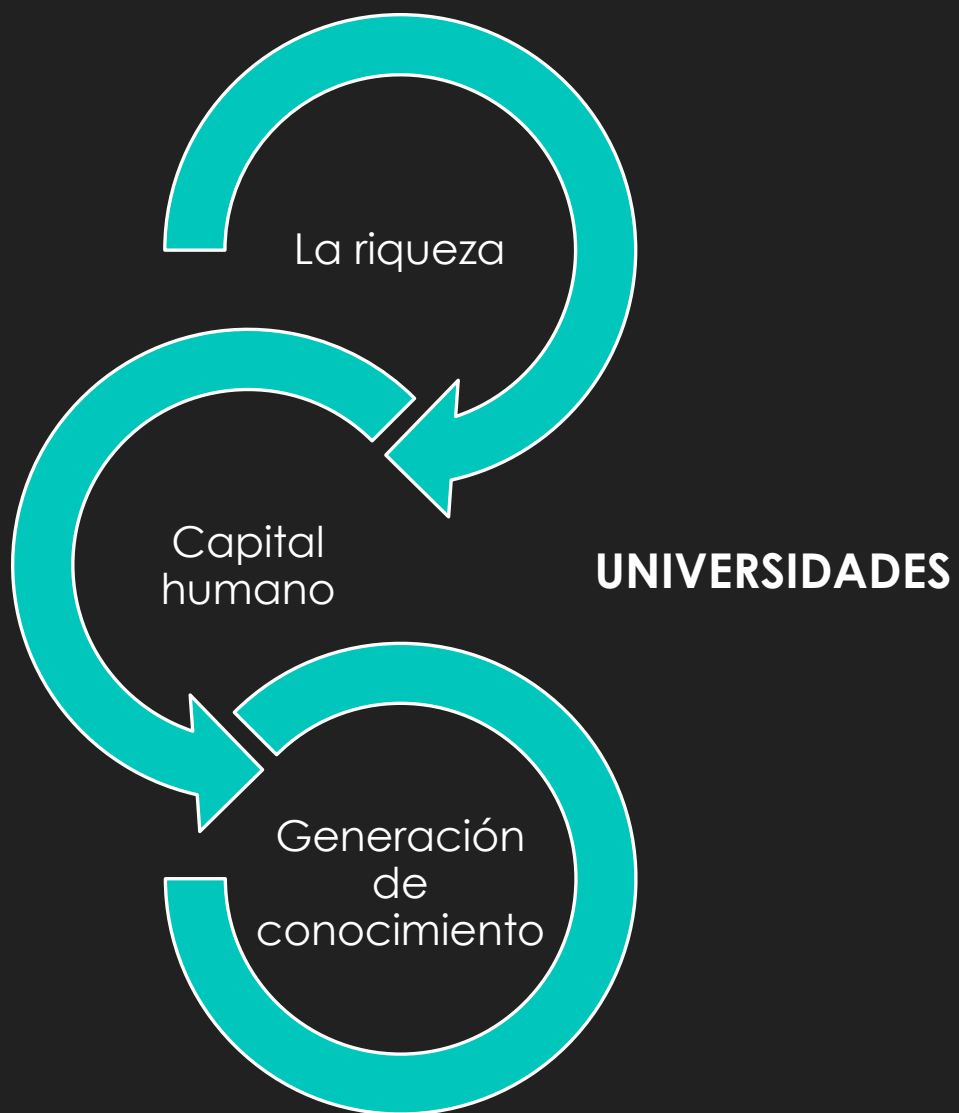 La riqueza
Capital
humano
UNIVERSIDADES
Generación
de
conocimiento